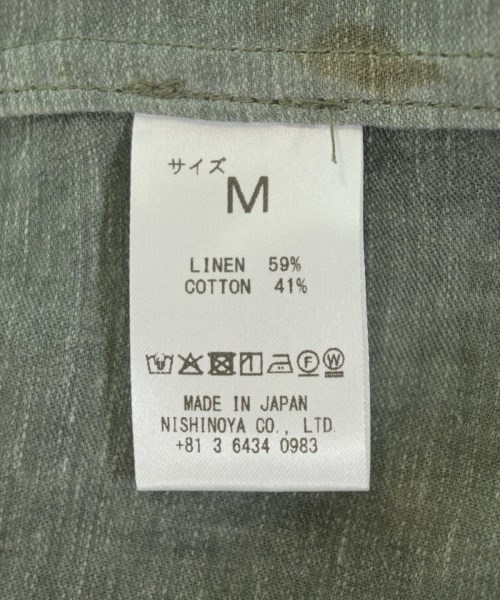 サイズ
M
LINEN 59%
COTTON 41%
MADE IN JAPAN
NISHINOYA CO., LTD.
+81 3 6434 0983